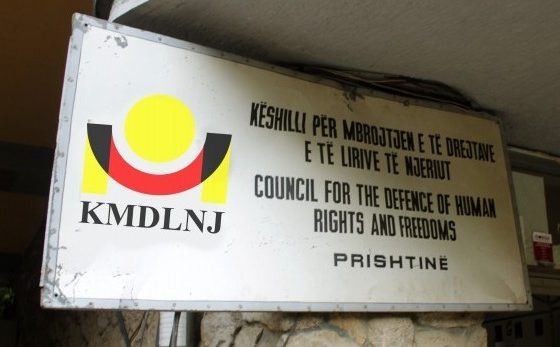 KËSHILLI PËR MBROJTJEN E TË DREJTAVE
E TË LIRIVE TË NJERIUT
COUNCIL FOR THE DEFENCE OF HUMAN
RIGHTS AND FREEDOMS
PRISHTINË
KMDLNJ